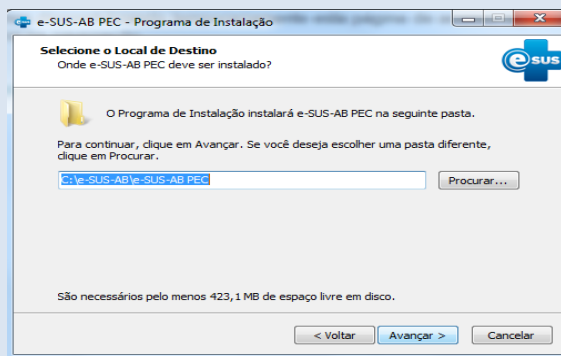 e-SUS-AB PEC - Programa de Instalação
Selecione o Local de Destino
Onde e-SUS-AB PEC deve ser instalado?
e sus
O Programa de Instalação instalará e-SUS-AB PEC na seguinte pasta.
Para continuar, clique em Avançar. Se você deseja escolher uma pasta diferente,
clique em Procurar.
C:\e-SUS-AB\e-SUS-AB PEC
Procurar...
São necessários pelo menos 423,1 MB de espaço livre em disco.
< Voltar
Avançar >
Cancelar